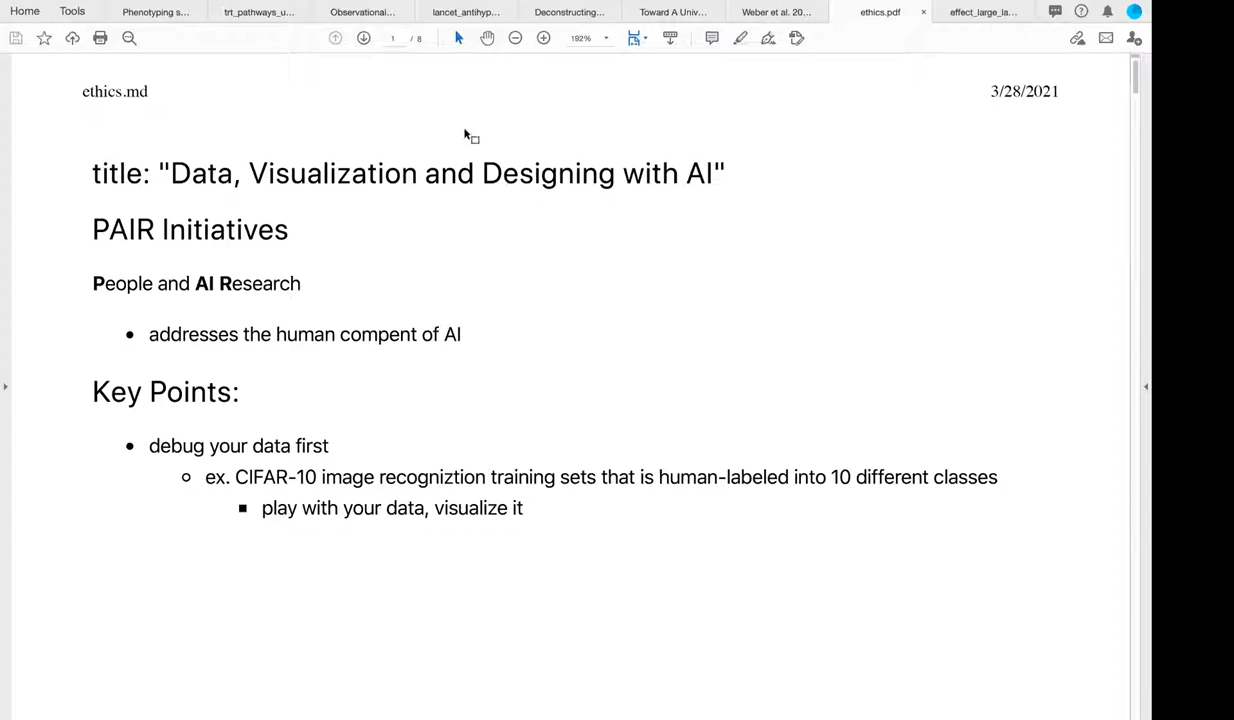 Home Tools Phenotyping s... trt_pathways_u... Observational... lancet_antihyp... Deconstructing... Toward A Univ... Weber et al. 20... ethics.pdf × effect_large_la...
1 / 8 192%
ethics.md 3/28/2021
title: "Data, Visualization and Designing with AI"
PAIR Initiatives
People and AI Research
• addresses the human compent of AI
Key Points:
• debug your data first
◦ ex. CIFAR-10 image recogniztion training sets that is human-labeled into 10 different classes
▪ play with your data, visualize it